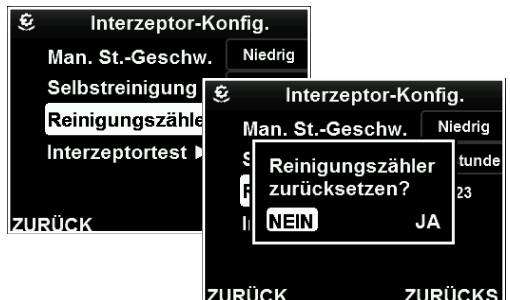 Interzeptor-Konfig.
Man. St.-Geschw. Niedrig
Selbstreinigung
Reinigungszähle
Interzeptortest
ZURÜCK
Interzeptor-Konfig.
Man. St.-Geschw. Niedrig
S tunde
R 23
Reinigungszähler
zurücksetzen?
NEIN JA
ZURÜCK ZURÜCKS